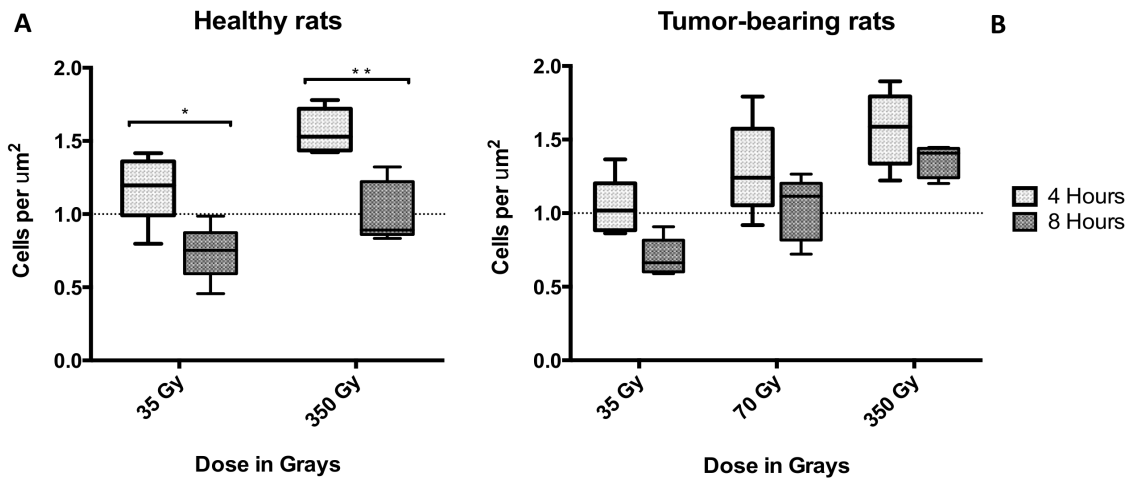 A
Healthy rats
2.0
1.5
1.0
0.5
0.0
Cells per um²
*
* *
35 Gy
350 Gy
Dose in Grays
Tumor-bearing rats
B
2.0
1.5
1.0
0.5
0.0
Cells per um²
35 Gy
70 Gy
350 Gy
Dose in Grays
4 Hours
8 Hours